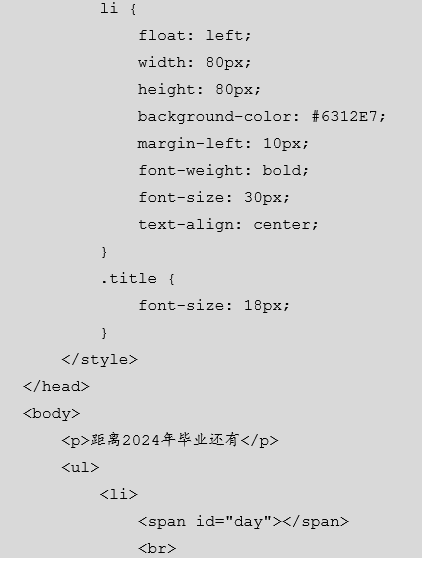 li {
float: left;
width: 80px;
height: 80px;
background-color: #6312E7;
margin-left: 10px;
font-weight: bold;
font-size: 30px;
text-align: center;
}
.title {
font-size: 18px;
}
</style>
</head>
<body>
<p>距离2024年毕业还有</p>
<ul>
<li>
<span id="day"></span>
<br>